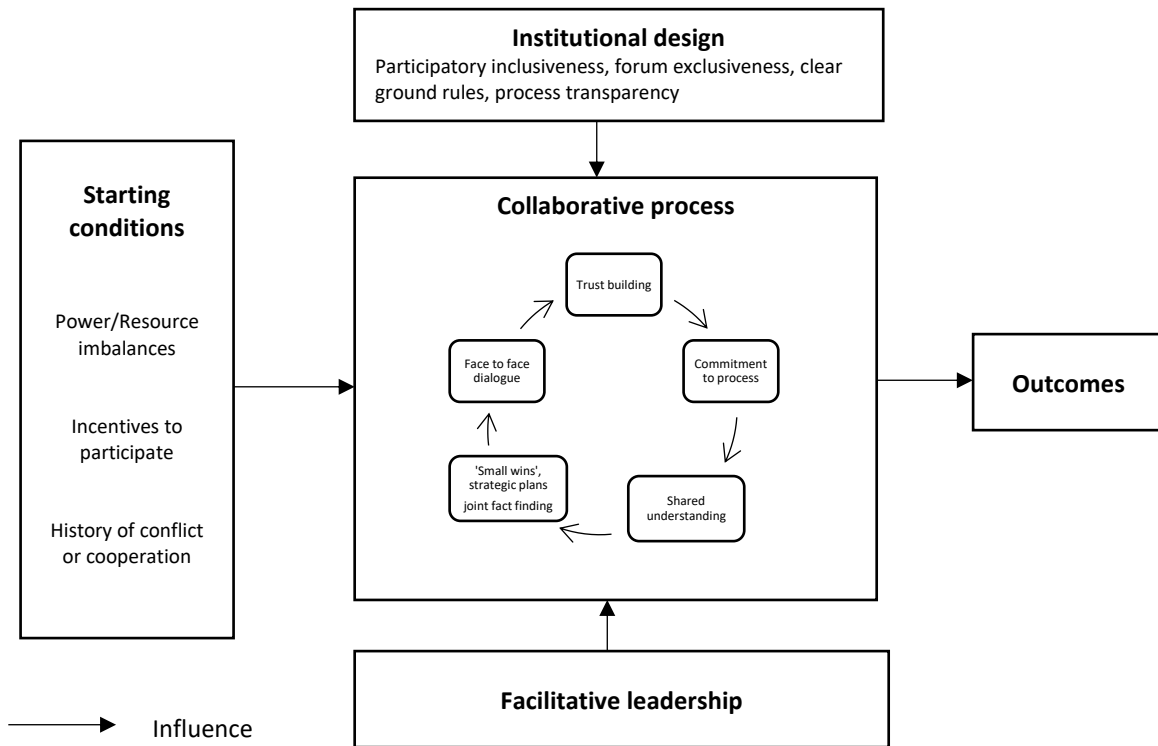 Institutional design
Participatory inclusiveness, forum exclusiveness, clear
ground rules, process transparency
Starting
conditions
Power/Resource
imbalances
Incentives to
participate
History of conflict
or cooperation
Collaborative process
Trust building
Face to face
dialogue
Commitment
to process
'Small wins',
strategic plans
joint fact finding
Shared
understanding
Outcomes
Facilitative leadership
Influence